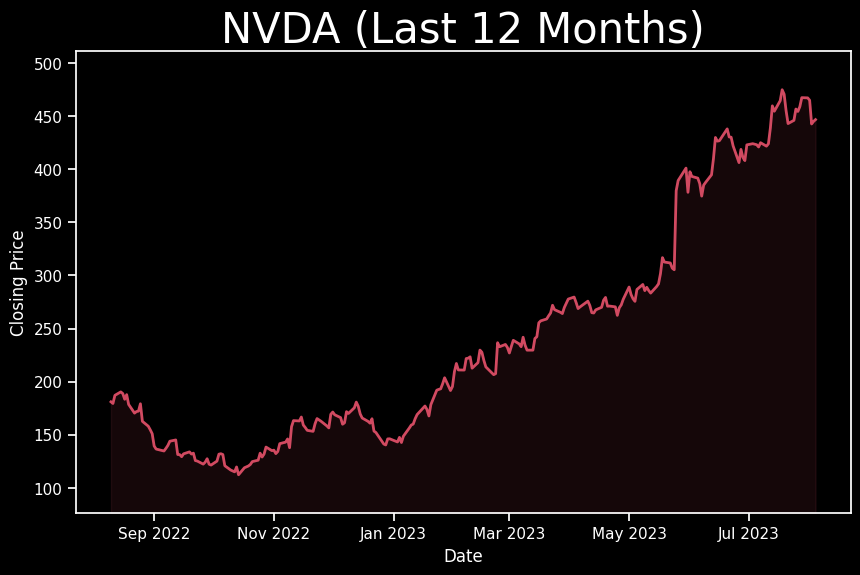 NVDA (Last 12 Months)
Closing Price
500
450
400
350
300
250
200
150
100
Sep 2022
Nov 2022
Jan 2023
Mar 2023
May 2023
Jul 2023
Date